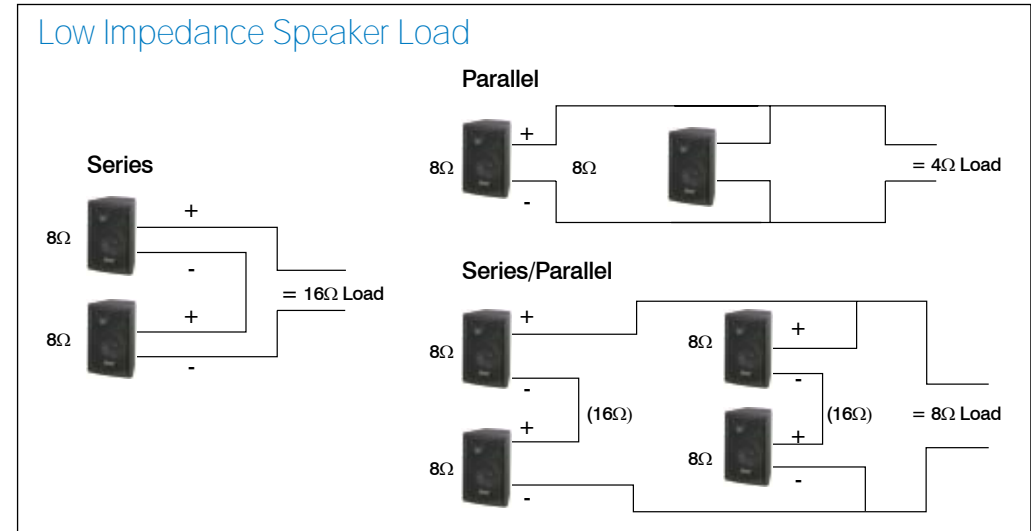 Low Impedance Speaker Load
Series
8Ω
+
-
= 16Ω Load
8Ω
+
-
Parallel
8Ω
+
-
8Ω
= 4Ω Load
Series/Parallel
8Ω
+
-
(16Ω)
8Ω
+
-
8Ω
+
-
(16Ω)
= 8Ω Load
8Ω
+
-